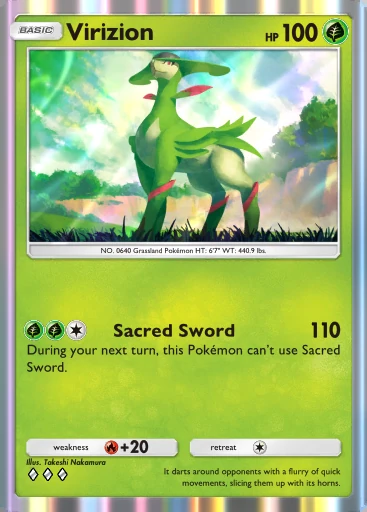 BASIC Virizion HP 100
NO. 0640 Grassland Pokémon HT: 6'7" WT: 440.9 lbs.
Sacred Sword 110
During your next turn, this Pokémon can't use Sacred
Sword.
weakness +20 retreat
Illus. Takeshi Nakamura
It darts around opponents with a flurry of quick
movements, slicing them up with its horns.